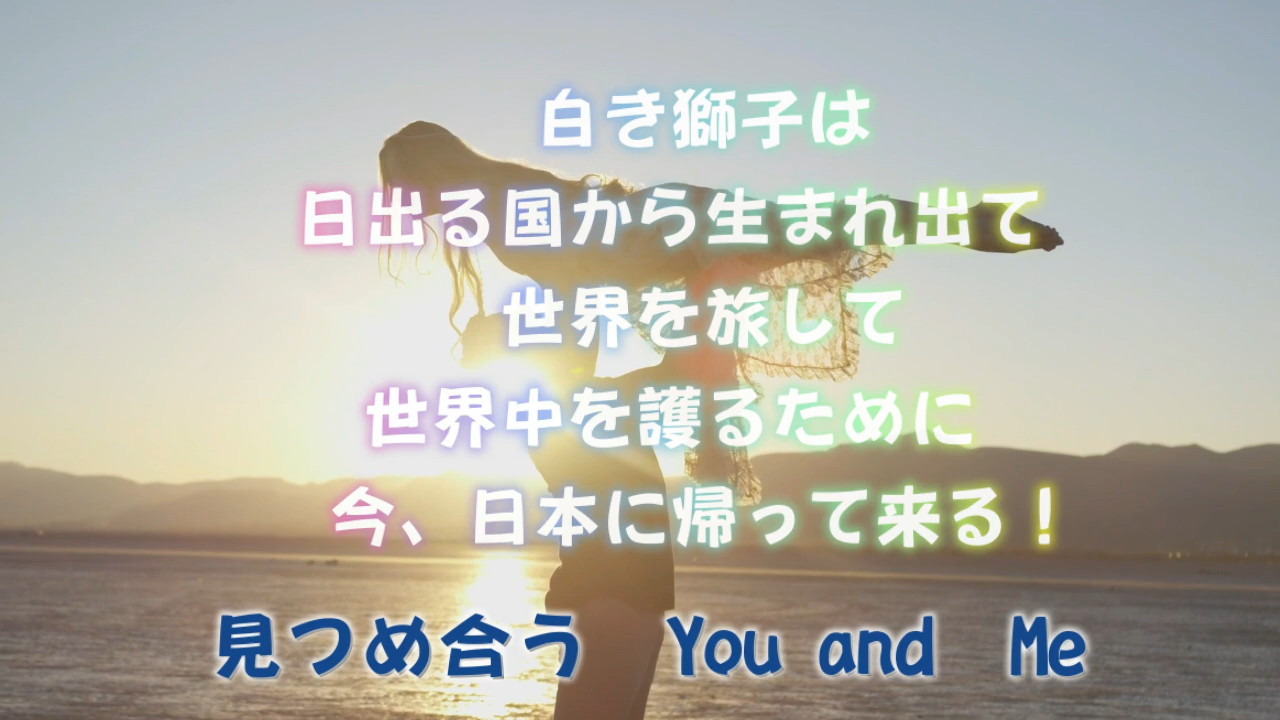 白き獅子は
日出る国から生まれ出て
世界を旅して
世界中を護るために
今、日本に帰って来る！
見つめ合う　You and　Me